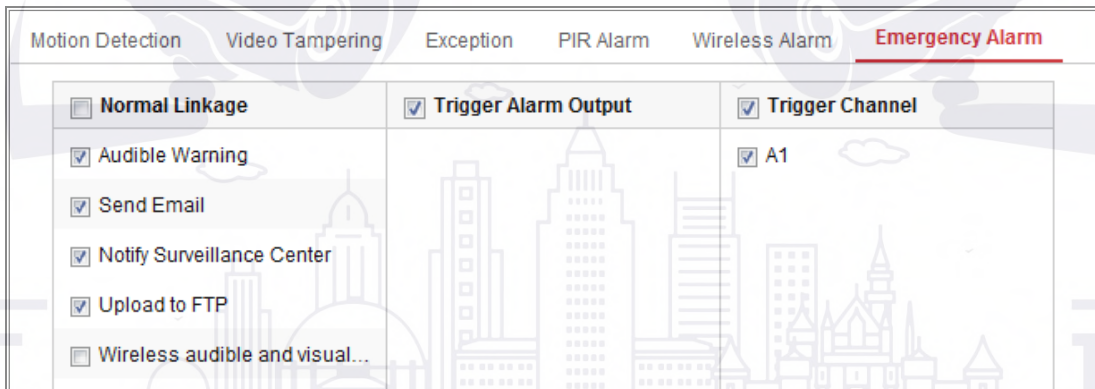 Motion Detection Video Tampering Exception PIR Alarm Wireless Alarm Emergency Alarm
Normal Linkage Trigger Alarm Output Trigger Channel
Audible Warning A1
Send Email
Notify Surveillance Center
Upload to FTP
Wireless audible and visual...